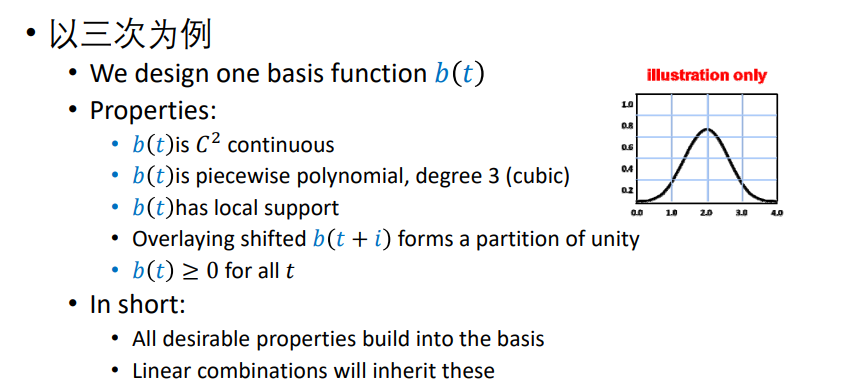 • 以三次为例
• We design one basis function b(t)
• Properties:
• b(t)is C² continuous
• b(t)is piecewise polynomial, degree 3 (cubic)
• b(t)has local support
• Overlaying shifted b(t + i) forms a partition of unity
• b(t) ≥ 0 for all t
• In short:
• All desirable properties build into the basis
• Linear combinations will inherit these
illustration only
1.0
0.8
0.6
0.4
0.2
0.0 1.0 2.0 3.0 4.0